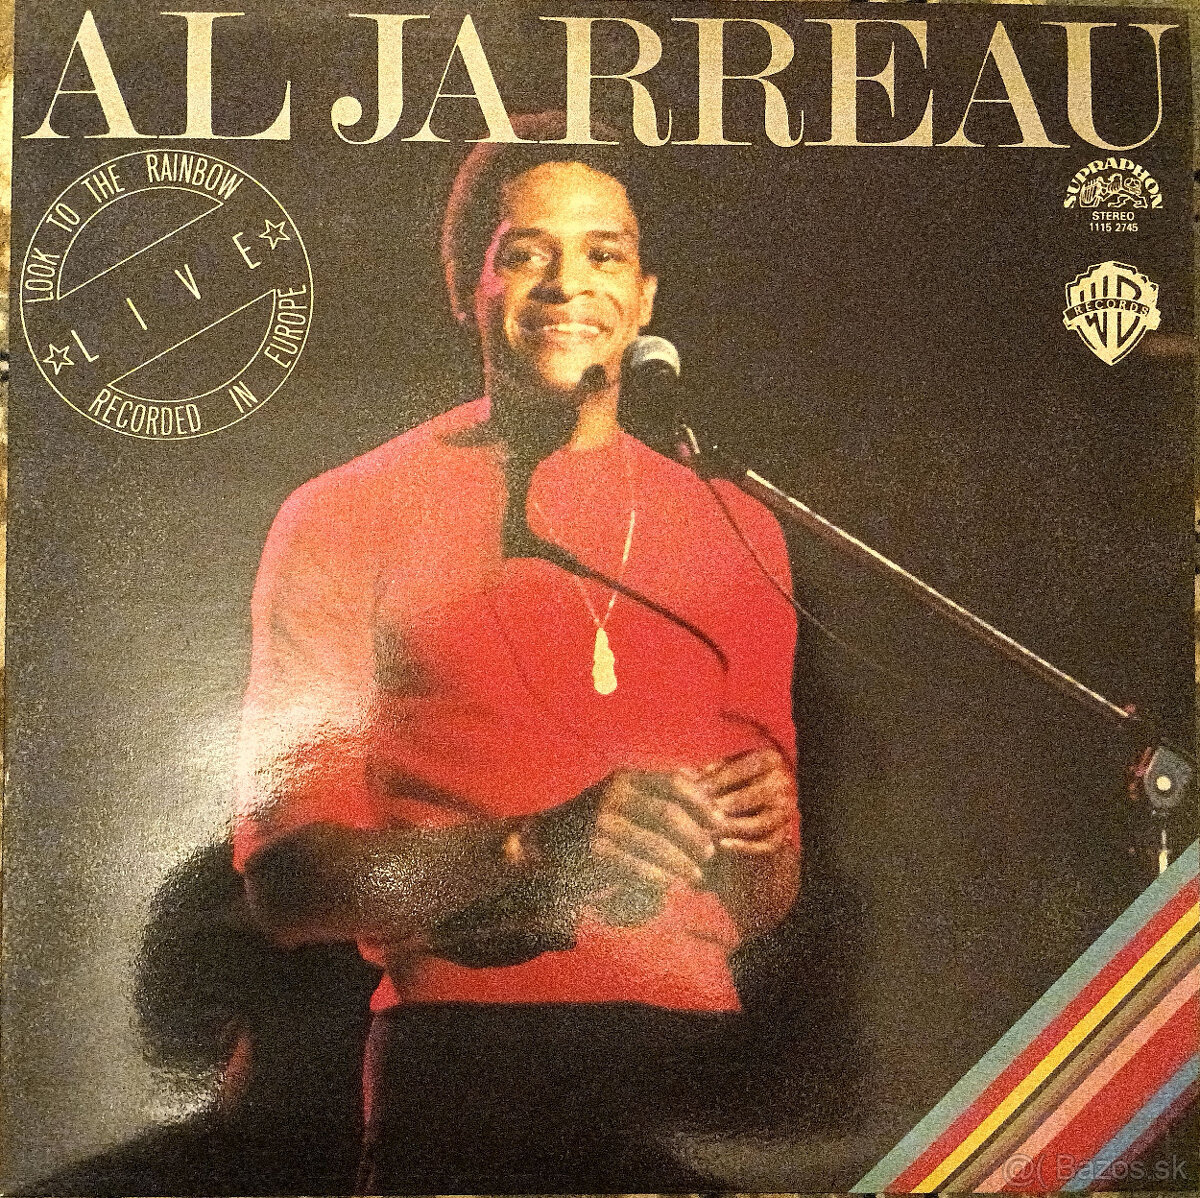 AL JARREAU
LOOK TO THE RAINBOW
LIVE
RECORDED IN EUROPE
SUPRAPHON
STEREO
1115 2745
WB
RECORDS
@( Bazos.sk